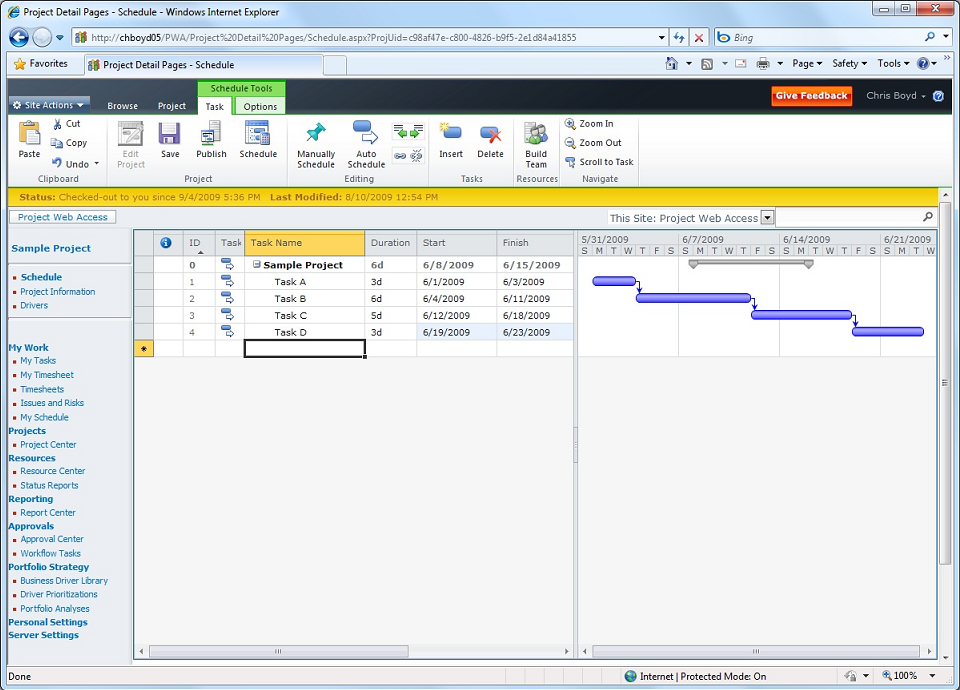 Project Detail Pages - Schedule - Windows Internet Explorer
http://chboyd05/PWA/Project%20Detail%20Pages/Schedule.aspx?ProjUid=c98af47e-c800-4826-b9f5-2e1d84a41855
Bing
Favorites
Project Detail Pages - Schedule
Page
Safety
Tools
Schedule Tools
Site Actions
Browse
Project
Task
Options
Give Feedback
Chris Boyd
Paste
Cut
Copy
Undo
Clipboard
Edit Project
Save
Publish
Schedule
Project
Manually Schedule
Auto Schedule
Editing
Insert
Delete
Tasks
Build Team
Resources
Zoom In
Zoom Out
Scroll to Task
Navigate
Status: Checked-out to you since 9/4/2009 5:36 PM Last Modified: 8/10/2009 12:54 PM
Project Web Access
This Site: Project Web Access
Sample Project
Schedule
Project Information
Drivers
My Work
My Tasks
My Timesheet
Timesheets
Issues and Risks
My Schedule
Projects
Project Center
Resources
Resource Center
Status Reports
Reporting
Report Center
Approvals
Approval Center
Workflow Tasks
Portfolio Strategy
Business Driver Library
Driver Prioritizations
Portfolio Analyses
Personal Settings
Server Settings
ID Task Task Name Duration Start Finish
0 Sample Project 6d 6/8/2009 6/15/2009
1 Task A 3d 6/1/2009 6/3/2009
2 Task B 6d 6/4/2009 6/11/2009
3 Task C 5d 6/12/2009 6/18/2009
4 Task D 3d 6/19/2009 6/23/2009
5/31/2009 6/7/2009 6/14/2009 6/21/2009
S M T W T F S S M T W T F S S M T W T F S S M T W
Done
Internet | Protected Mode: On
100%